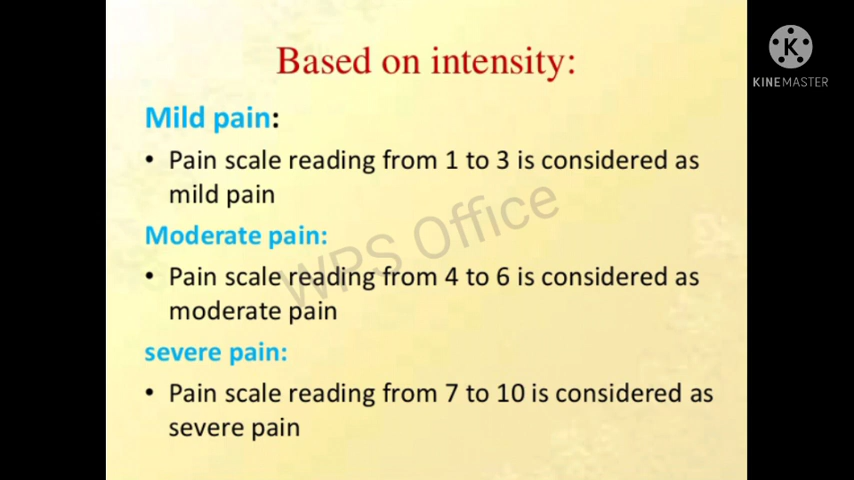 Based on intensity:
K
KINEMASTER
Mild pain:
• Pain scale reading from 1 to 3 is considered as
mild pain
Moderate pain:
• Pain scale reading from 4 to 6 is considered as
moderate pain
severe pain:
• Pain scale reading from 7 to 10 is considered as
severe pain
WPS Office